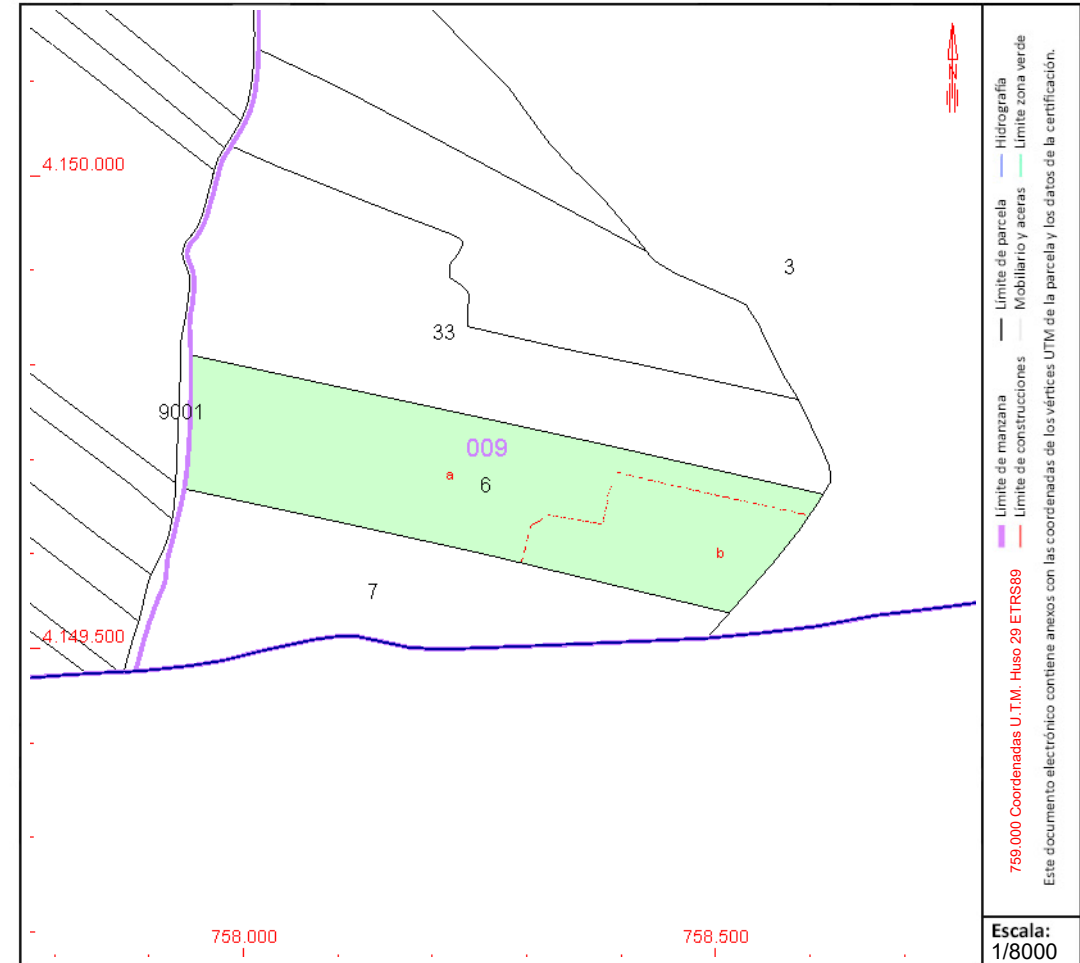 4.150.000
3
33
9001
009
a
6
b
7
4.149.500
758.000
758.500
N
Hidrografía
Límite zona verde
Límite de parcela
Mobiliario y aceras
Límite de manzana
Límite de construcciones
759.000 Coordenadas U.T.M. Huso 29 ETRS89
Este documento electrónico contiene anexos con las coordenadas de los vértices UTM de la parcela y los datos de la certificación.
Escala:
1/8000